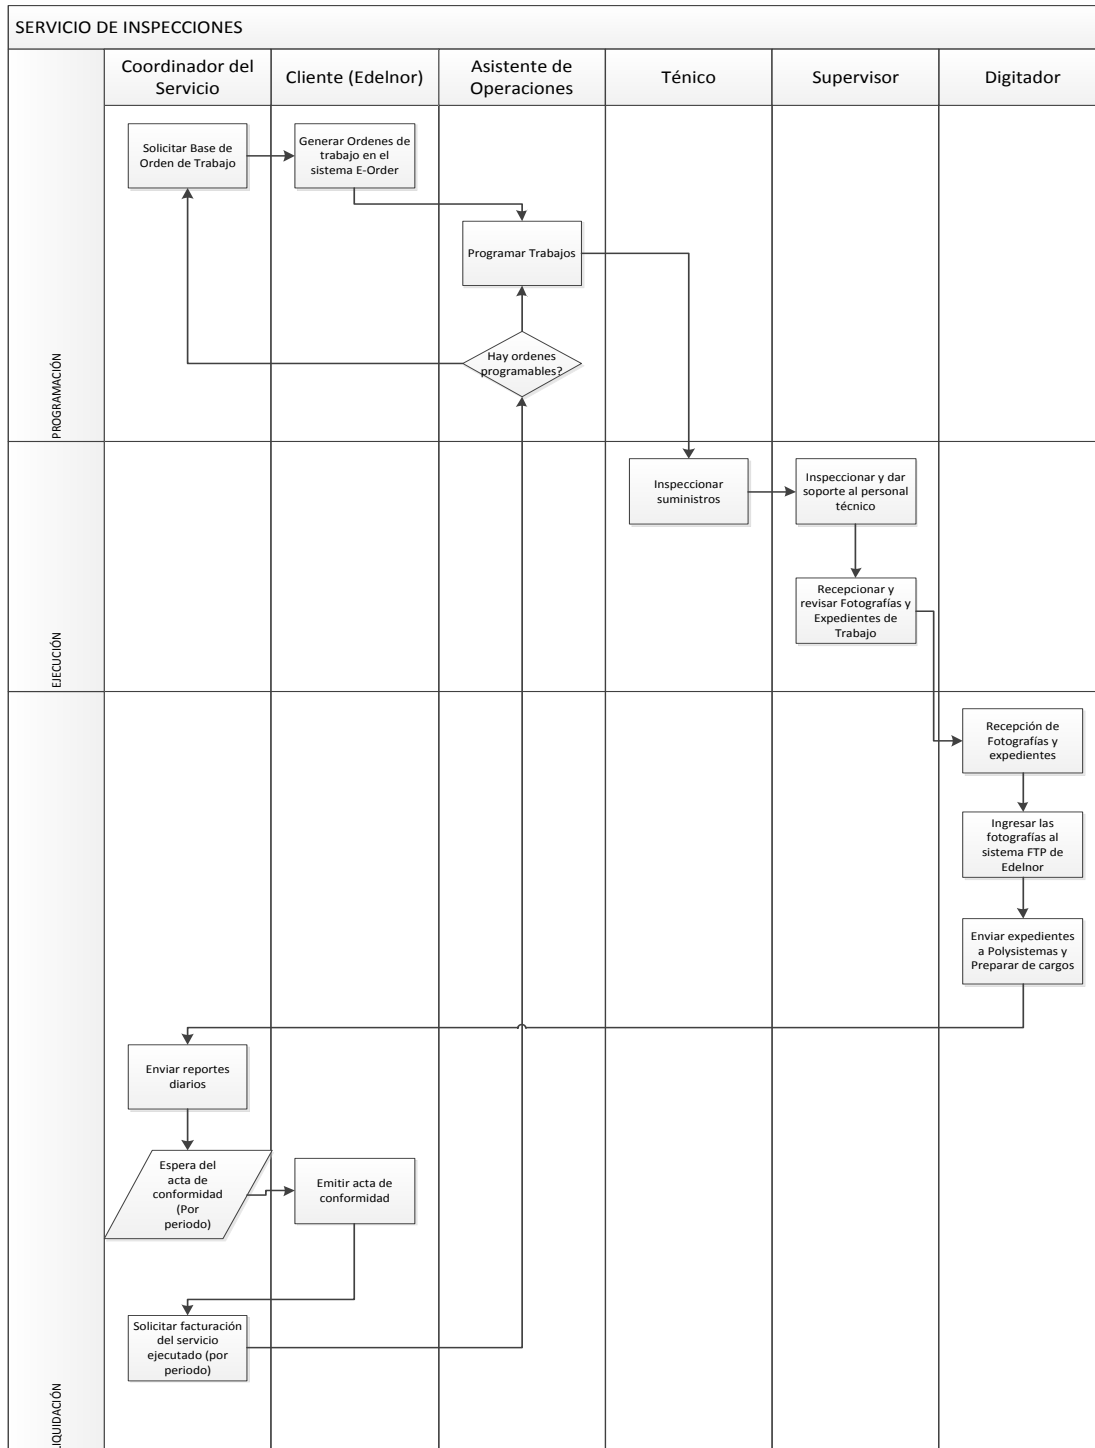 SERVICIO DE INSPECCIONES
Coordinador del
Servicio
Cliente (Edelnor)
Asistente de
Operaciones
Ténico
Supervisor
Digitador
PROGRAMACIÓN
Solicitar Base de
Orden de Trabajo
Generar Ordenes de
trabajo en el
sistema E-Order
Programar Trabajos
Hay ordenes
programables?
EJECUCIÓN
Inspeccionar
suministros
Inspeccionar y dar
soporte al personal
técnico
Recepcionar y
revisar Fotografías y
Expedientes de
Trabajo
Recepción de
Fotografías y
expedientes
Ingresar las
fotografías al
sistema FTP de
Edelnor
Enviar expedientes
a Polysistemas y
Preparar de cargos
Enviar reportes
diarios
Espera del
acta de
conformidad
(Por
periodo)
Emitir acta de
conformidad
Solicitar facturación
del servicio
ejecutado (por
periodo)
IQUIDACIÓN